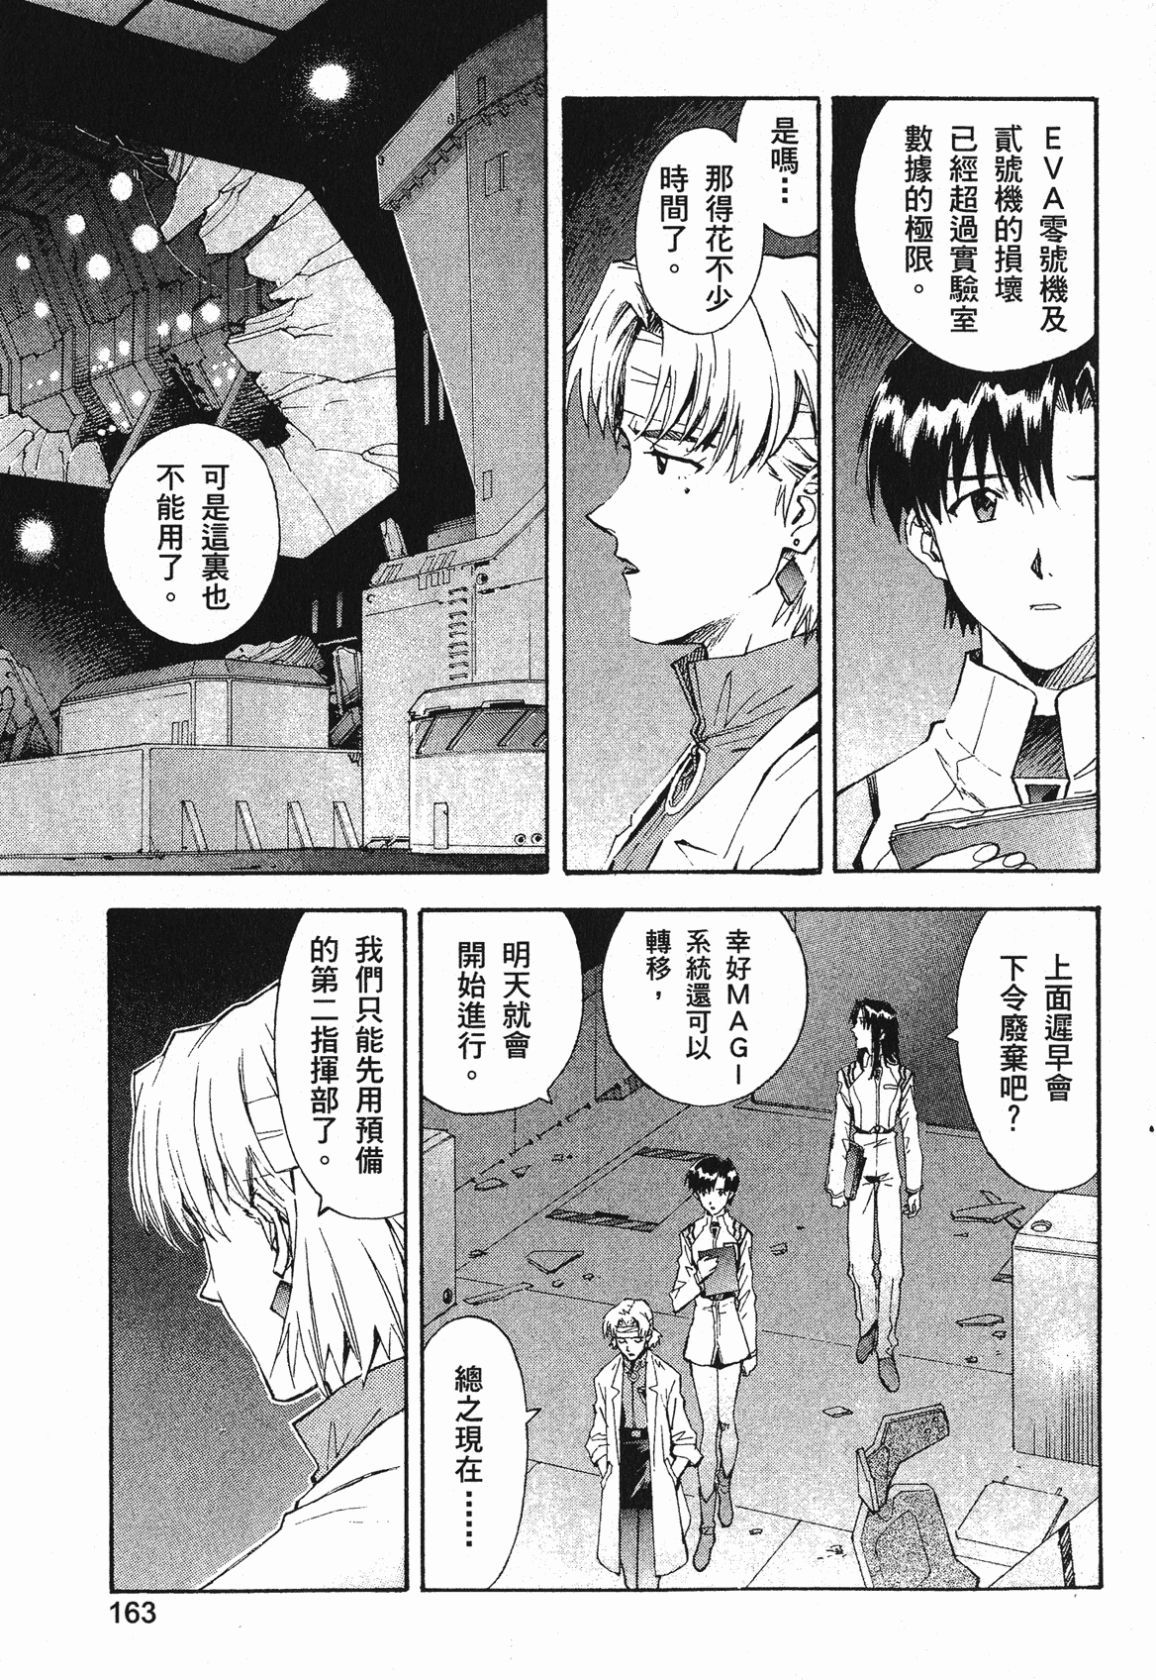 EVA零號機及
貳號機的損壞
已經超過實驗室
數據的極限。
是嗎…
那得花不少
時間了。
可是這裏也
不能用了。
上面遲早會
下令廢棄吧？
幸好MAGI
系統還可以
轉移，
明天就會
開始進行。
總之現在……
我們只能先用預備
的第二指揮部了。
163